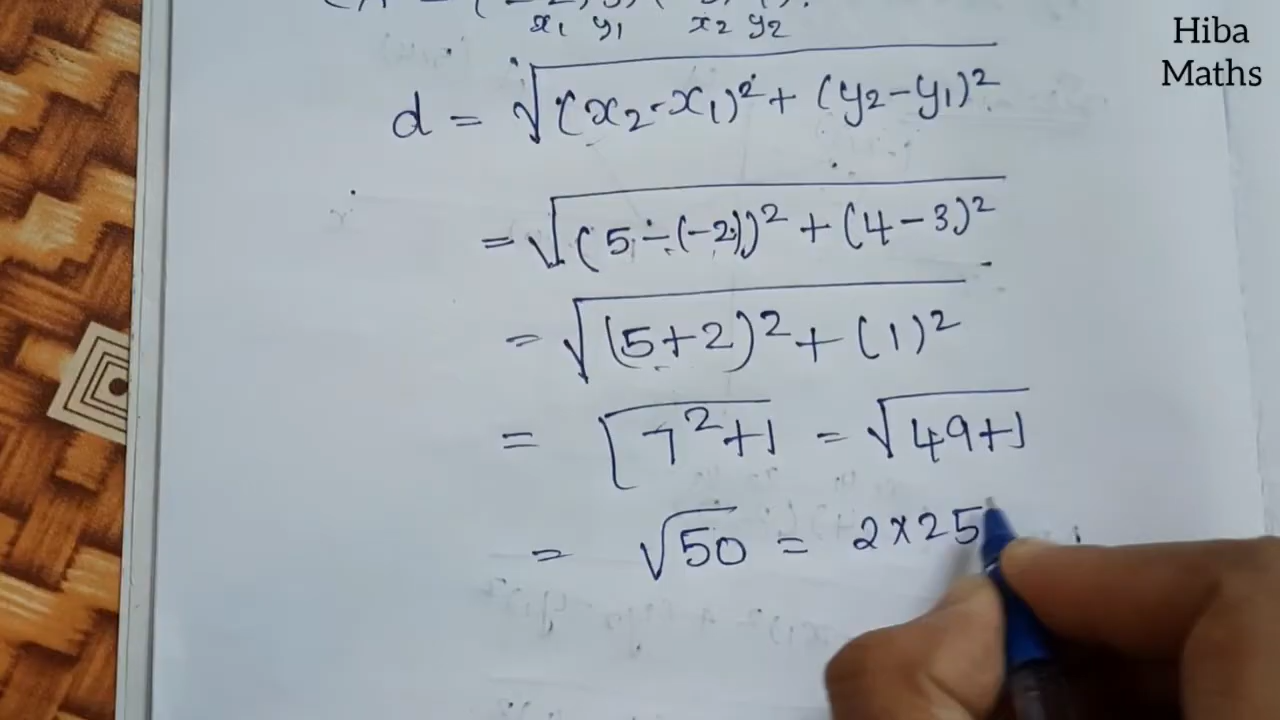 Hiba
Maths
x₁ y₁ x₂ y₂
d = √(x₂-x₁)² + (y₂-y₁)²
= √(5-(-2))² + (4-3)²
= √(5+2)² + (1)²
= √7²+1 = √49+1
= √50 = 2×25